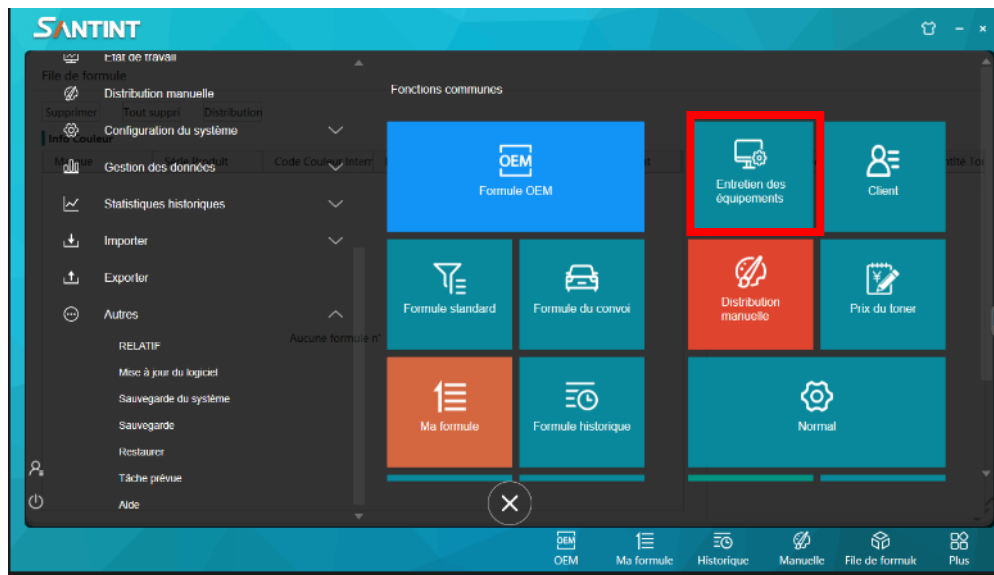 SANTINT
Etat de travail
File de formule
Distribution manuelle
Supprimer Tout suppri Distribution
Configuration du système
Info Couleur
Gestion des données
Code Couleur Intern
Statistiques historiques
Importer
Exporter
Autres
Aucune formule n'
RELATIF
Mise à jour du logiciel
Sauvegarde du système
Sauvegarde
Restaurer
Tâche prévue
Aide
Fonctions communes
OEM
Formule OEM
Entretien des
équipements
Client
Formule standard
Formule du convoi
Distribution
manuelle
Prix du toner
Ma formule
Formule historique
Normal
OEM
Ma formule
Historique
Manuelle
File de formule
Plus